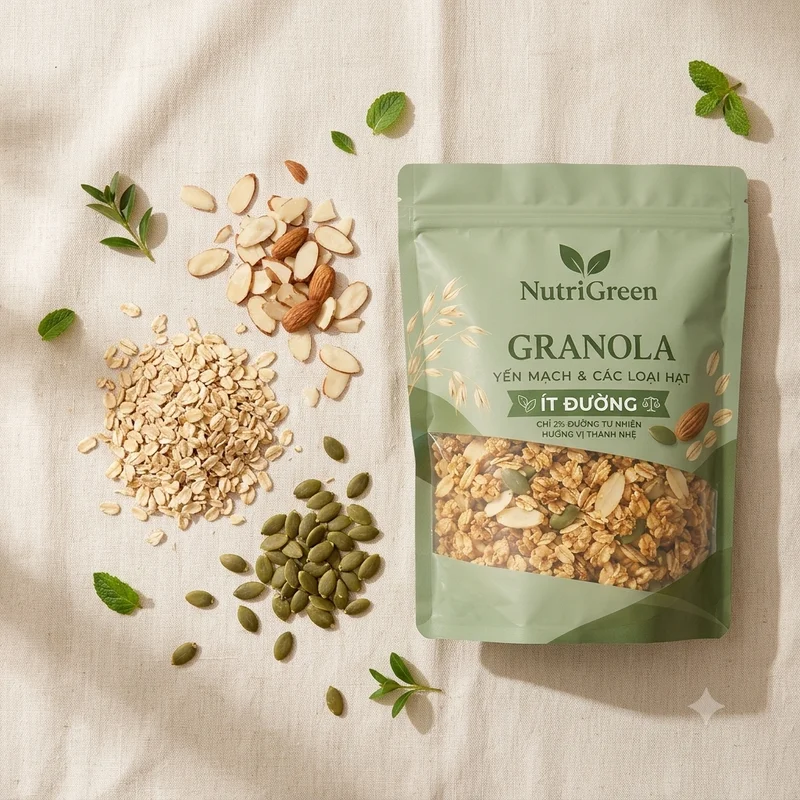 NutriGreen
GRANOLA
YẾN MẠCH & CÁC LOẠI HẠT
ÍT ĐƯỜNG
CHỈ 2% ĐƯỜNG TỰ NHIÊN
HƯƠNG VỊ THANH NHẸ